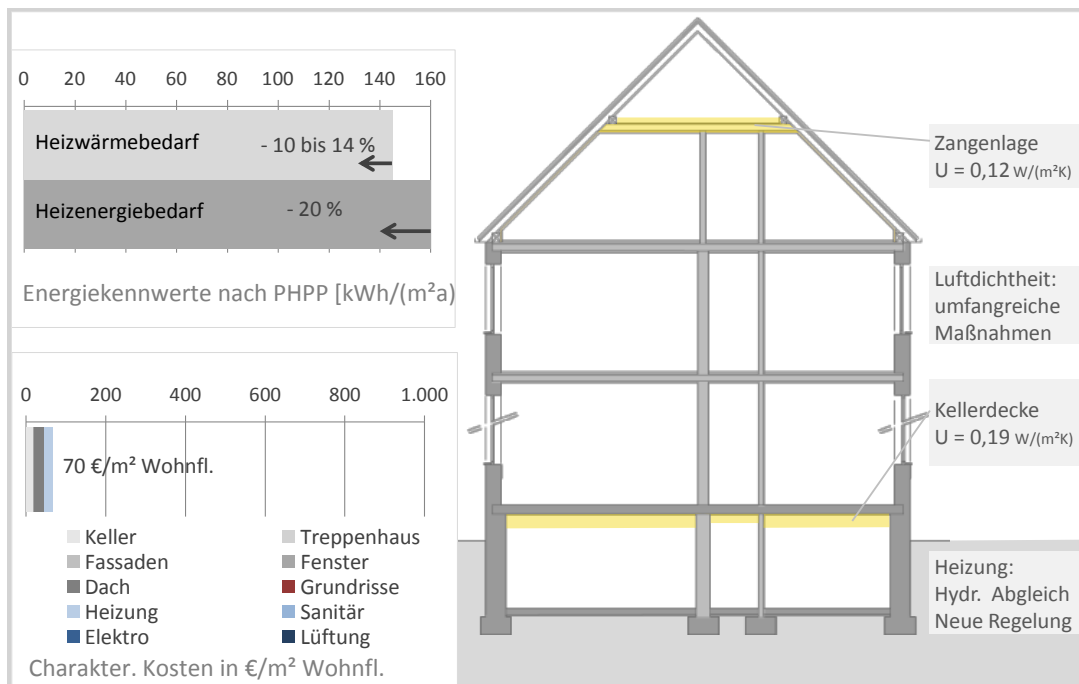 0 20 40 60 80 100 120 140 160
Heizwärmebedarf - 10 bis 14 %
Heizenergiebedarf - 20 %
Energiekennwerte nach PHPP [kWh/(m²a)
0 200 400 600 800 1.000
70 €/m² Wohnfl.
Keller Treppenhaus
Fassaden Fenster
Dach Grundrisse
Heizung Sanitär
Elektro Lüftung
Charakter. Kosten in €/m² Wohnfl.
Zangenlage
U = 0,12 W/(m²K)
Luftdichtheit:
umfangreiche
Maßnahmen
Kellerdecke
U = 0,19 W/(m²K)
Heizung:
Hydr. Abgleich
Neue Regelung